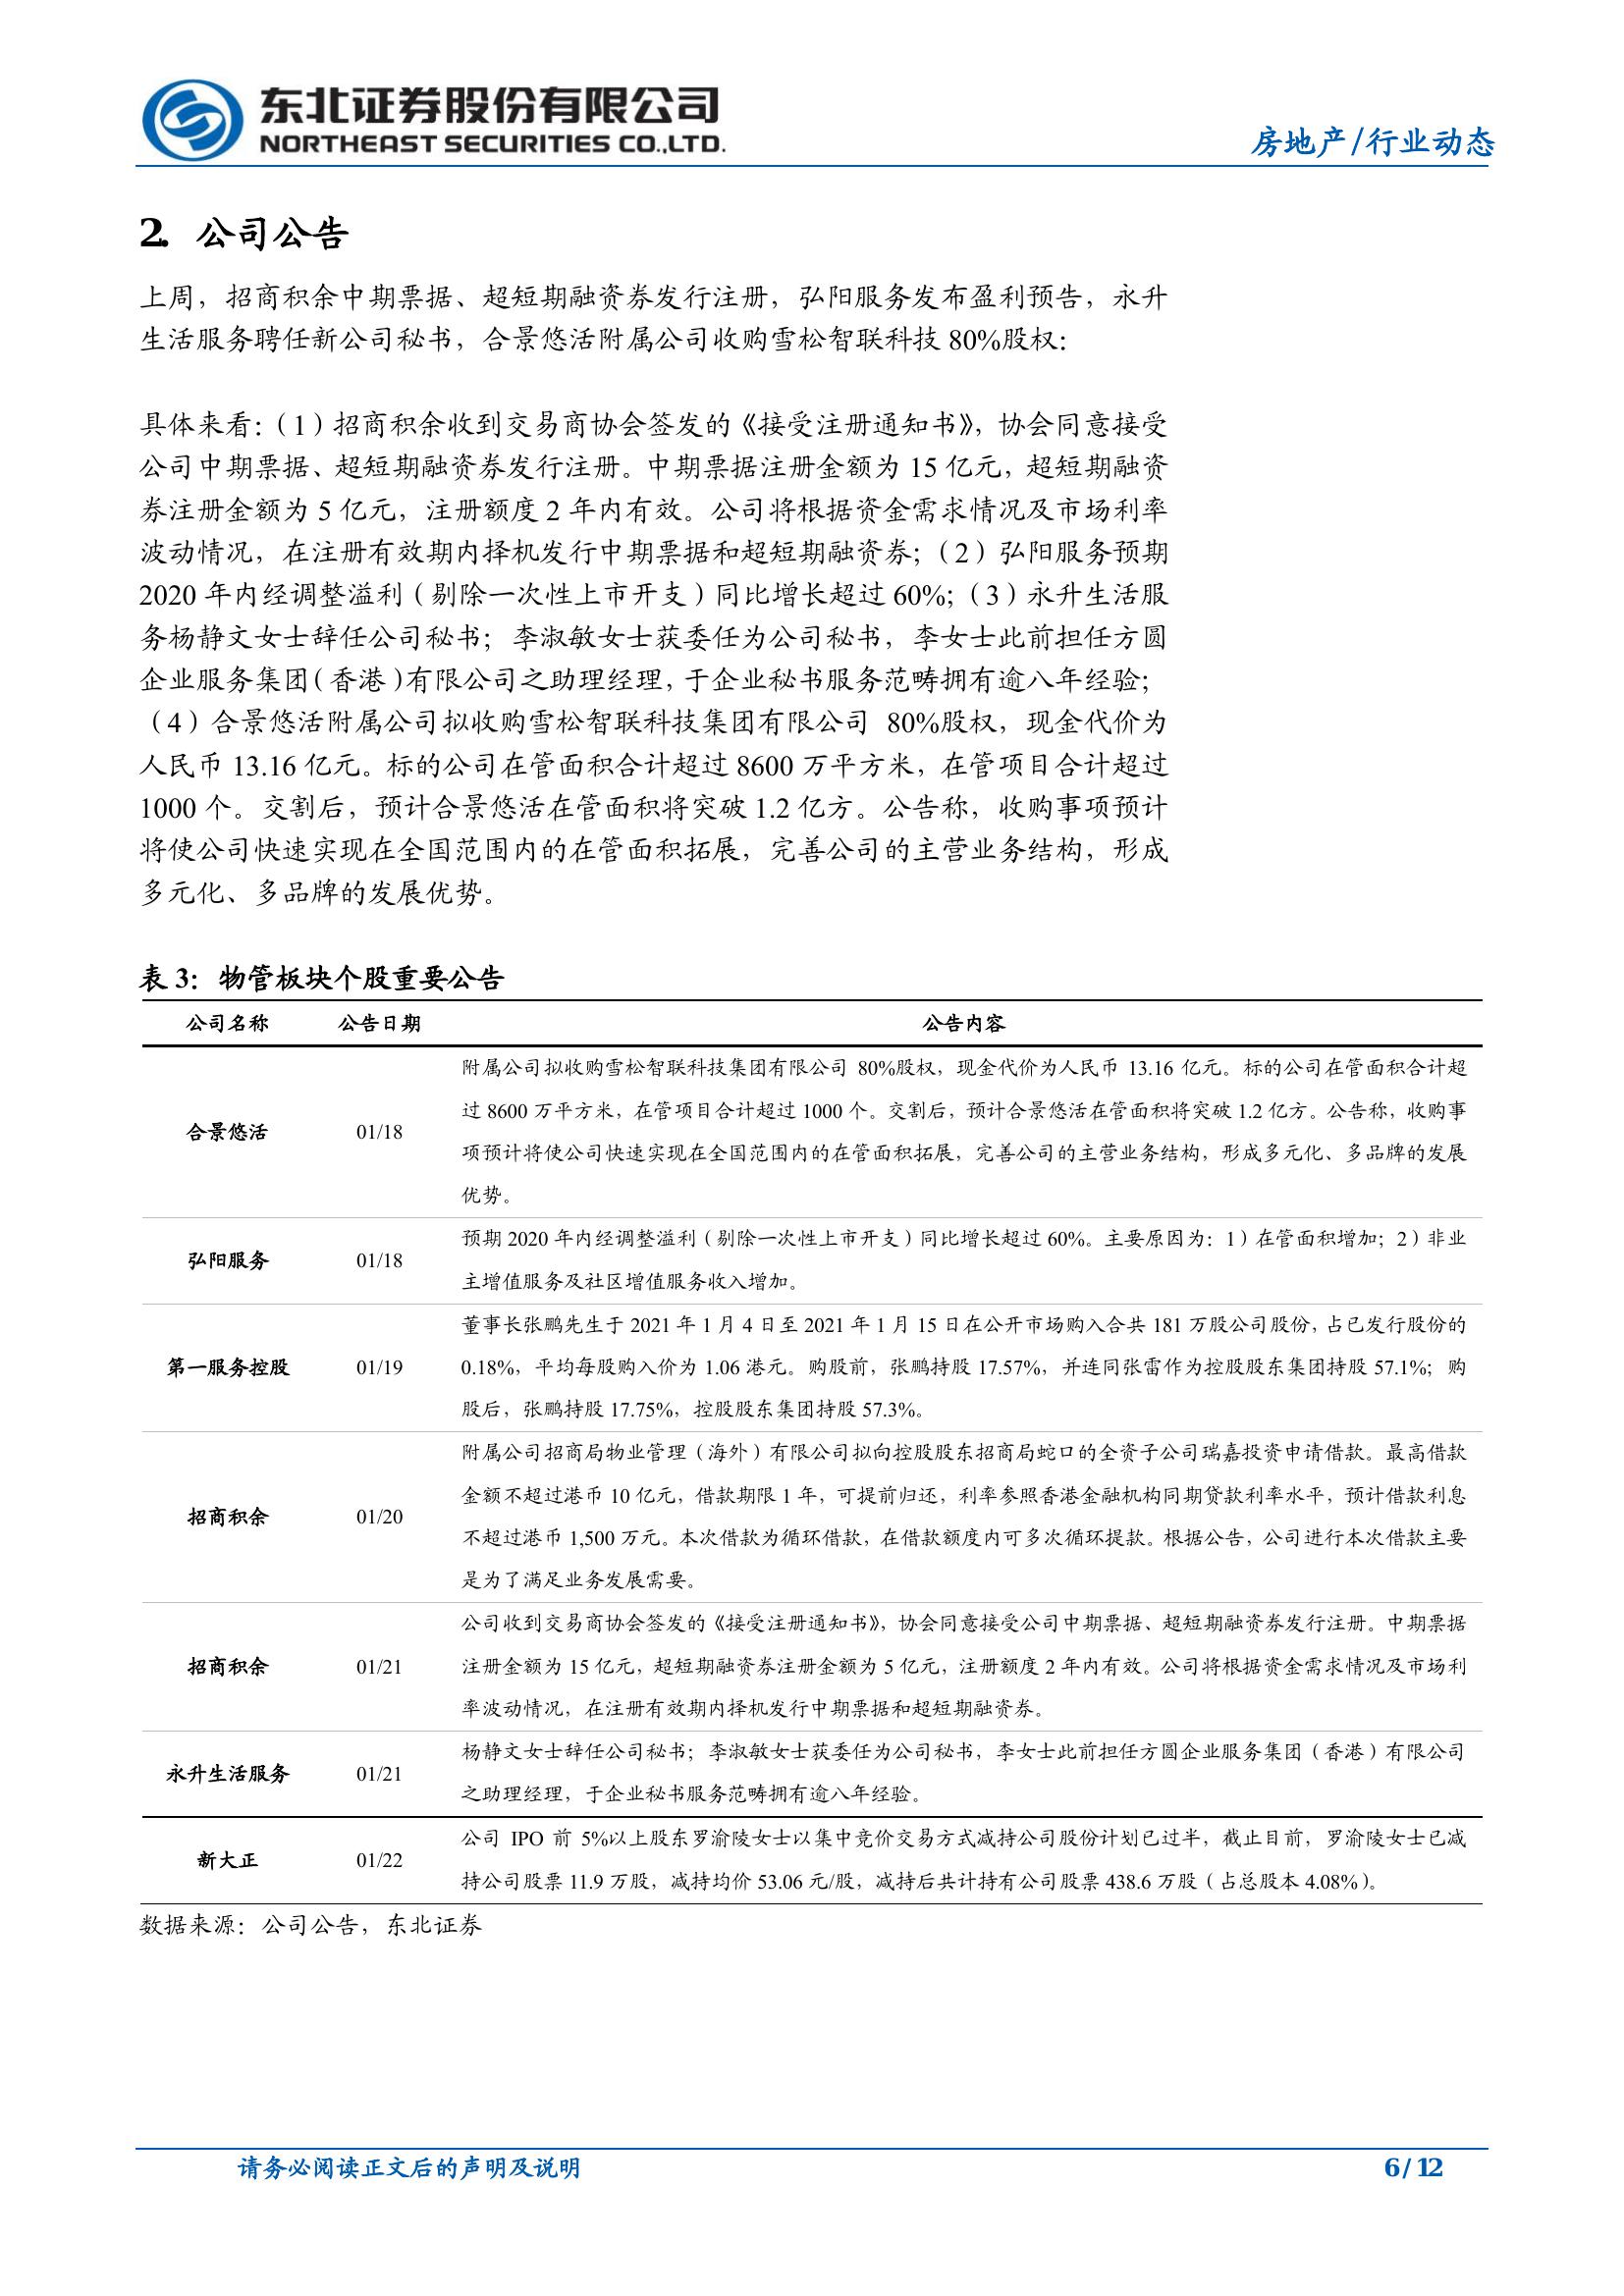 东北证券股份有限公司
NORTHEAST SECURITIES CO.,LTD.
房地产/行业动态
2. 公司公告
上周，招商积余中期票据、超短期融资券发行注册，弘阳服务发布盈利预告，永升
生活服务聘任新公司秘书，合景悠活附属公司收购雪松智联科技 80%股权：
具体来看：（1）招商积余收到交易商协会签发的《接受注册通知书》，协会同意接受
公司中期票据、超短期融资券发行注册。中期票据注册金额为 15 亿元，超短期融资
券注册金额为 5 亿元，注册额度 2 年内有效。公司将根据资金需求情况及市场利率
波动情况，在注册有效期内择机发行中期票据和超短期融资券；（2）弘阳服务预期
2020 年内经调整溢利（剔除一次性上市开支）同比增长超过 60%；（3）永升生活服
务杨静文女士辞任公司秘书；李淑敏女士获委任为公司秘书，李女士此前担任方圆
企业服务集团（香港）有限公司之助理经理，于企业秘书服务范畴拥有逾八年经验；
（4）合景悠活附属公司拟收购雪松智联科技集团有限公司 80%股权，现金代价为
人民币 13.16 亿元。标的公司在管面积合计超过 8600 万平方米，在管项目合计超过
1000 个。交割后，预计合景悠活在管面积将突破 1.2 亿方。公告称，收购事项预计
将使公司快速实现在全国范围内的在管面积拓展，完善公司的主营业务结构，形成
多元化、多品牌的发展优势。
表 3：物管板块个股重要公告
公司名称 公告日期 公告内容
附属公司拟收购雪松智联科技集团有限公司 80%股权，现金代价为人民币 13.16 亿元。标的公司在管面积合计超
过 8600 万平方米，在管项目合计超过 1000 个。交割后，预计合景悠活在管面积将突破 1.2 亿方。公告称，收购事
合景悠活 01/18
项预计将使公司快速实现在全国范围内的在管面积拓展，完善公司的主营业务结构，形成多元化、多品牌的发展
优势。
预期 2020 年内经调整溢利（剔除一次性上市开支）同比增长超过 60%。主要原因为：1）在管面积增加；2）非业
弘阳服务 01/18
主增值服务及社区增值服务收入增加。
董事长张鹏先生于 2021 年 1 月 4 日至 2021 年 1 月 15 日在公开市场购入合共 181 万股公司股份，占已发行股份的
第一服务控股 01/19 0.18%，平均每股购入价为 1.06 港元。购股前，张鹏持股 17.57%，并连同张雷作为控股股东集团持股 57.1%；购
股后，张鹏持股 17.75%，控股股东集团持股 57.3%。
附属公司招商局物业管理（海外）有限公司拟向控股股东招商局蛇口的全资子公司瑞嘉投资申请借款。最高借款
金额不超过港币 10 亿元，借款期限 1 年，可提前归还，利率参照香港金融机构同期贷款利率水平，预计借款利息
招商积余 01/20
不超过港币 1,500 万元。本次借款为循环借款，在借款额度内可多次循环提款。根据公告，公司进行本次借款主要
是为了满足业务发展需要。
公司收到交易商协会签发的《接受注册通知书》，协会同意接受公司中期票据、超短期融资券发行注册。中期票据
招商积余 01/21 注册金额为 15 亿元，超短期融资券注册金额为 5 亿元，注册额度 2 年内有效。公司将根据资金需求情况及市场利
率波动情况，在注册有效期内择机发行中期票据和超短期融资券。
杨静文女士辞任公司秘书；李淑敏女士获委任为公司秘书，李女士此前担任方圆企业服务集团（香港）有限公司
永升生活服务 01/21
之助理经理，于企业秘书服务范畴拥有逾八年经验。
公司 IPO 前 5%以上股东罗渝陵女士以集中竞价交易方式减持公司股份计划已过半，截止目前，罗渝陵女士已减
新大正 01/22
持公司股票 11.9 万股，减持均价 53.06 元/股，减持后共计持有公司股票 438.6 万股（占总股本 4.08%）。
数据来源：公司公告，东北证券
请务必阅读正文后的声明及说明
6 / 12